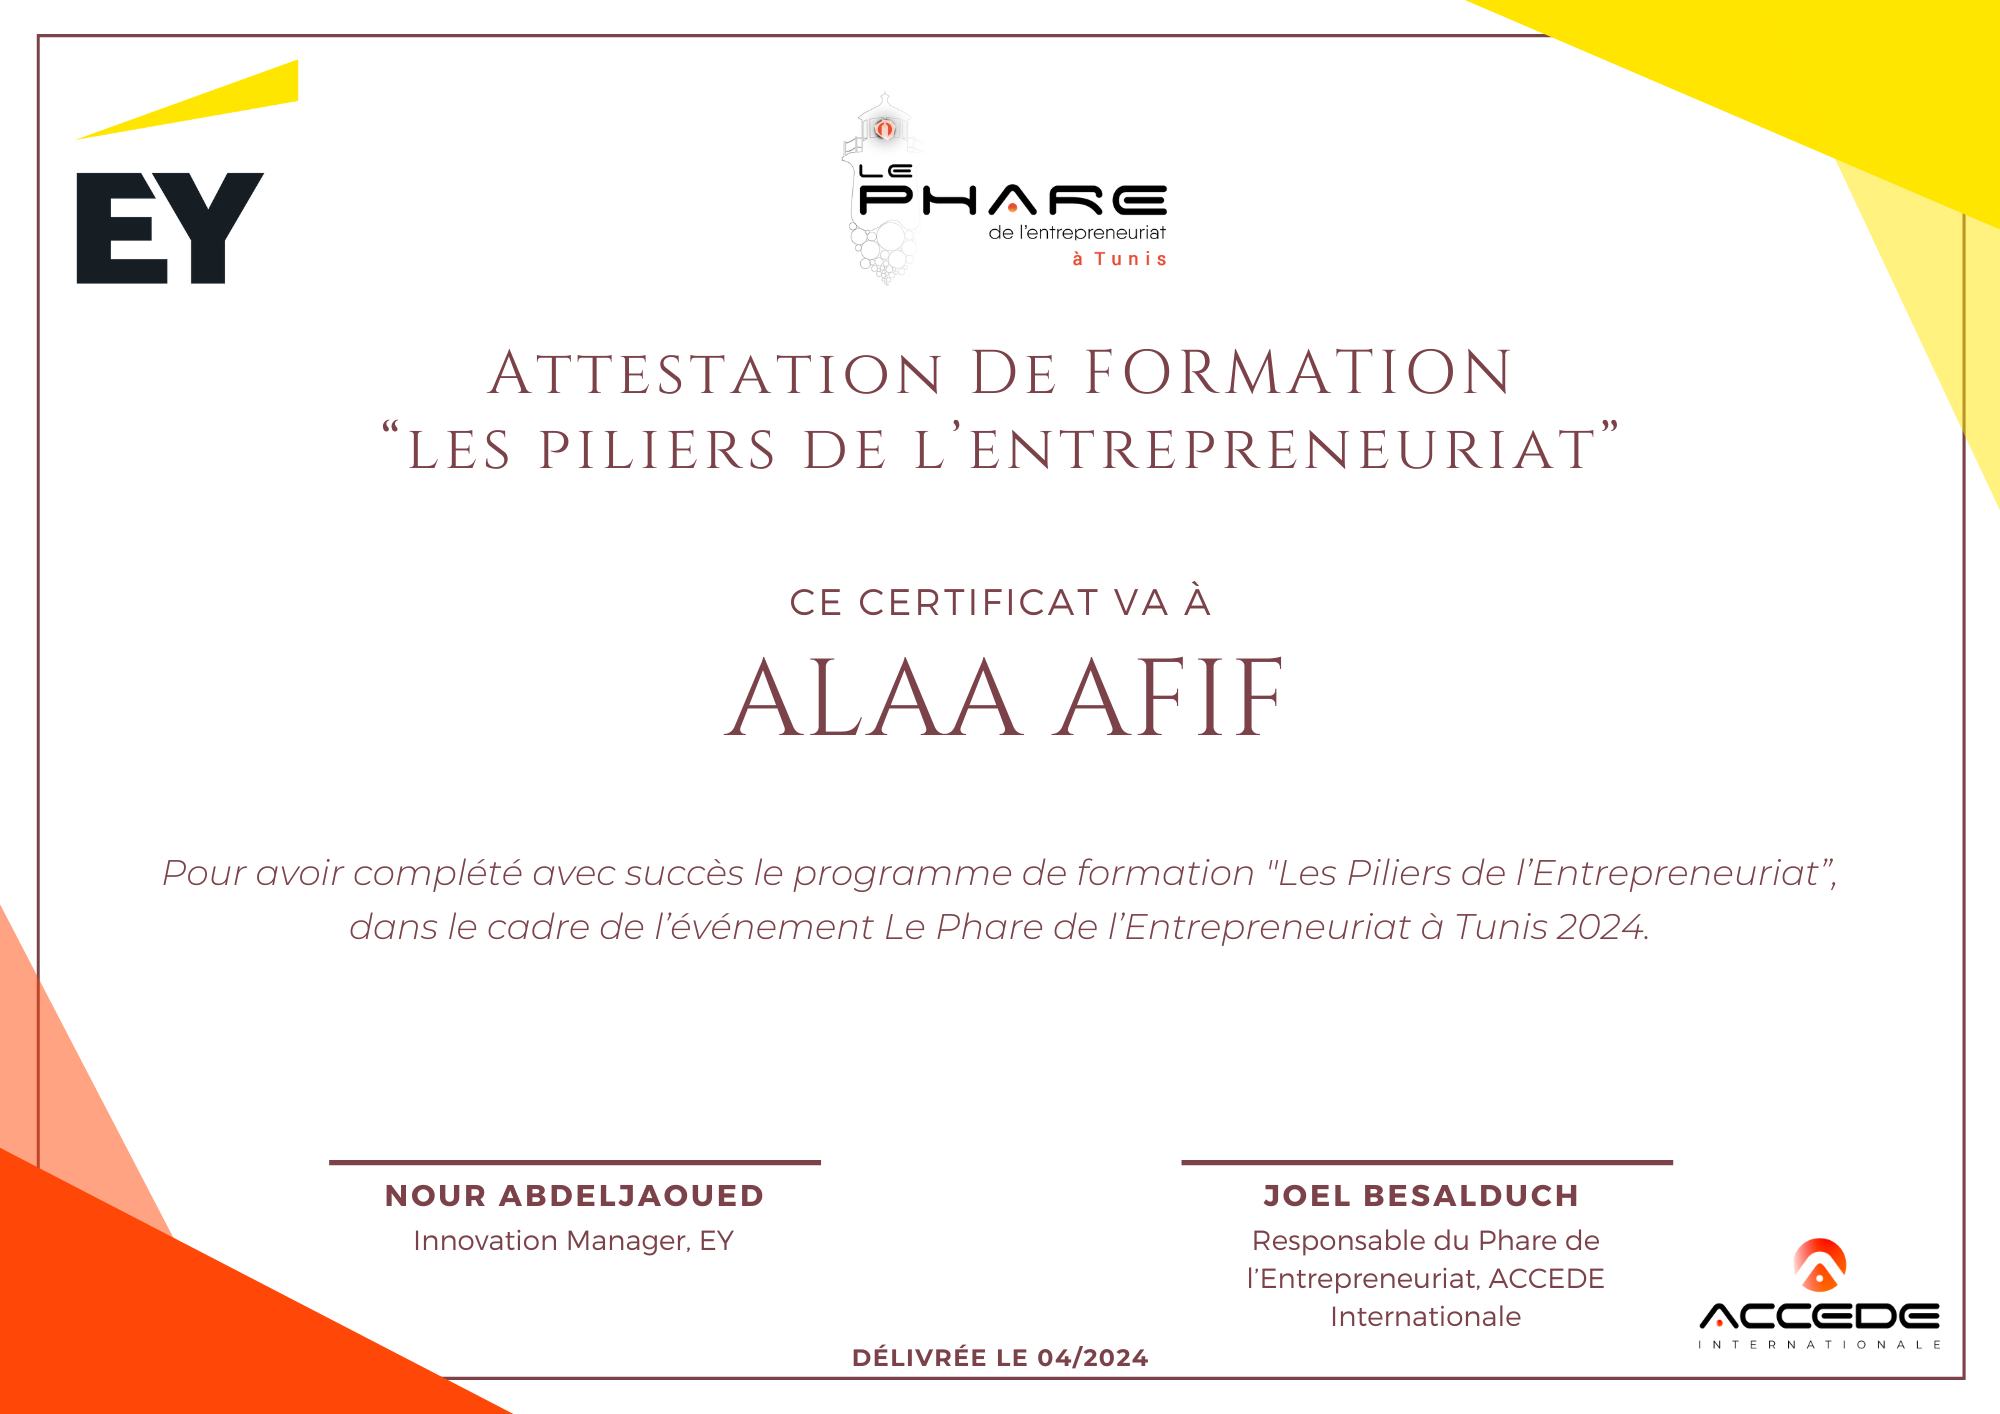 EY
LE
PHARE
de l'entrepreneuriat
à Tunis
ATTESTATION DE FORMATION
“LES PILIERS DE L’ENTREPRENEURIAT”
CE CERTIFICAT VA À
ALAA AFIF
Pour avoir complété avec succès le programme de formation "Les Piliers de l’Entrepreneuriat”,
dans le cadre de l’événement Le Phare de l’Entrepreneuriat à Tunis 2024.
NOUR ABDELJAOUED
Innovation Manager, EY
JOEL BESALDUCH
Responsable du Phare de
l’Entrepreneuriat, ACCEDE
Internationale
ACCEDE
INTERNATIONALE
DÉLIVRÉE LE 04/2024